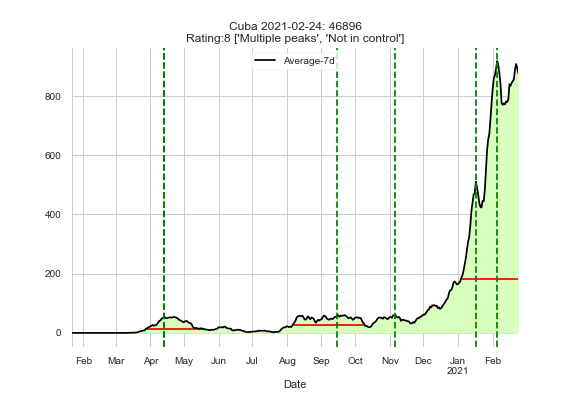 Cuba 2021-02-24: 46896
Rating:8 ['Multiple peaks', 'Not in control']
Average-7d
800
600
400
200
0
Feb Mar Apr May Jun Jul Aug Sep Oct Nov Dec Jan Feb
2021
Date